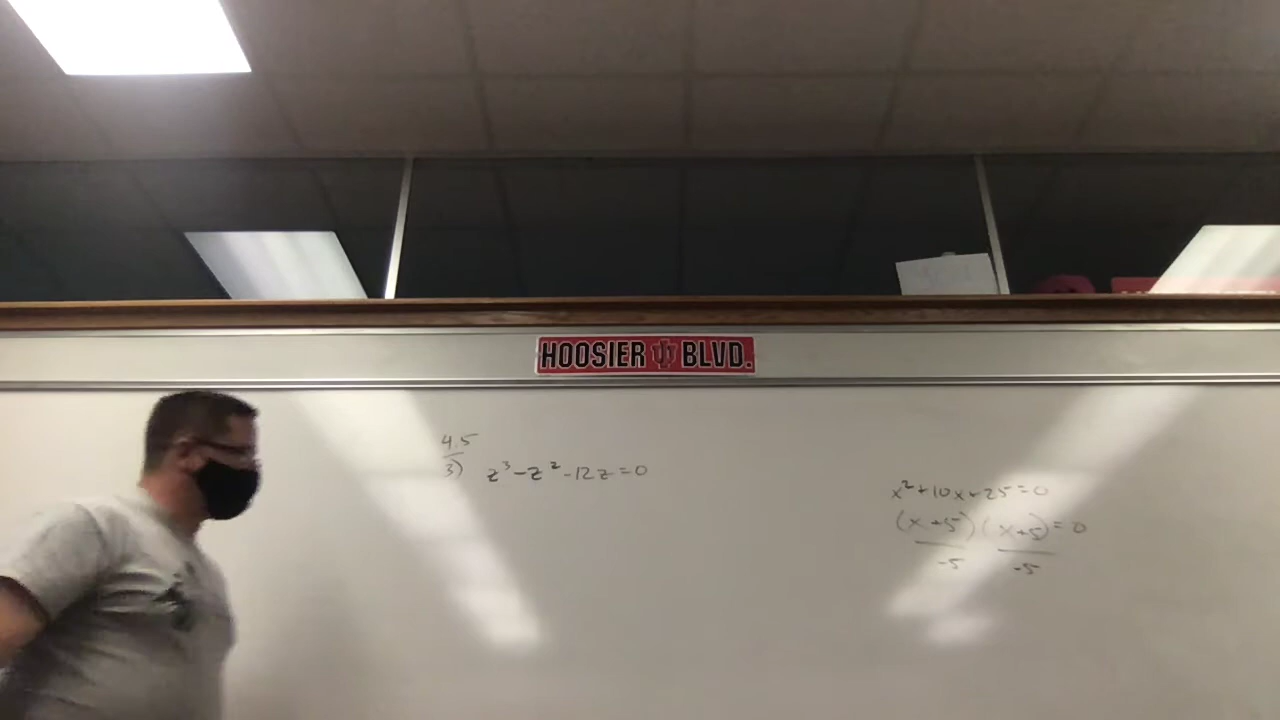 HOOSIER BLVD.
4.5
3) z³-z²-12z=0
x²+10x+25=0
(x+5)(x+5)=0
-5 -5